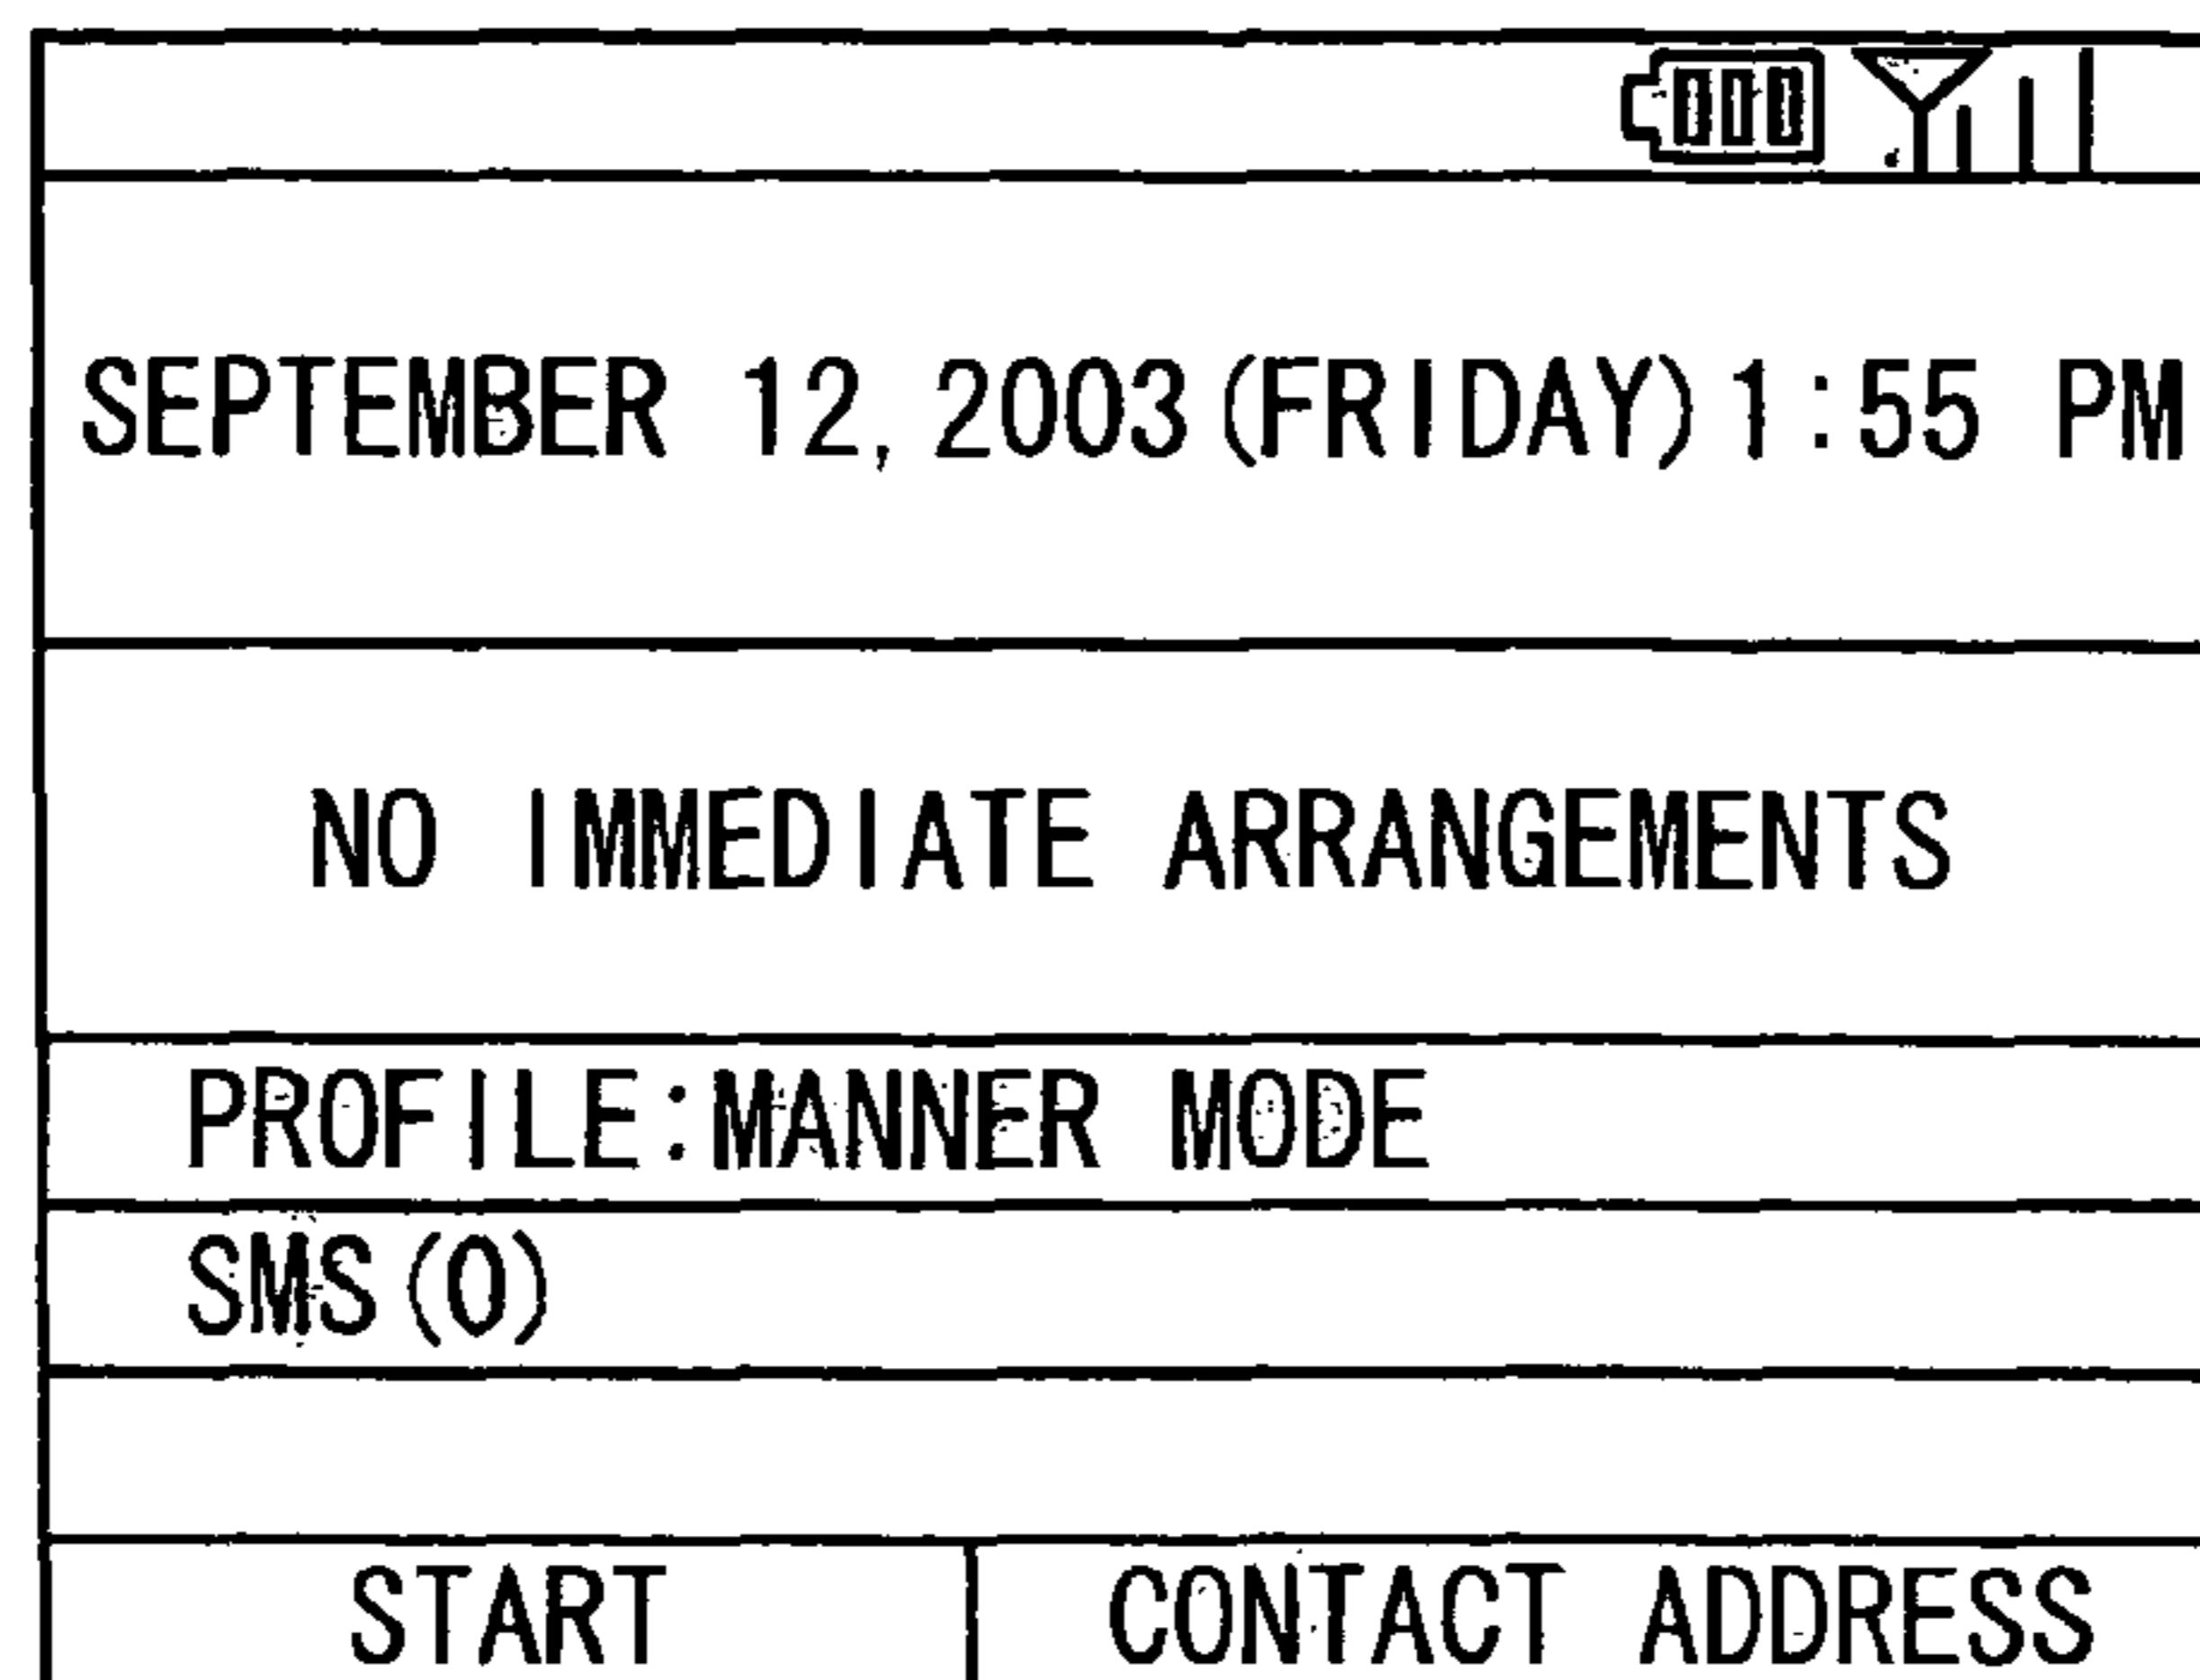 SEPTEMBER 12,2003(FRIDAY)1:55 PM
NO IMMEDIATE ARRANGEMENTS
PROFILE:MANNER MODE
SMS(0)
START
CONTACT ADDRESS